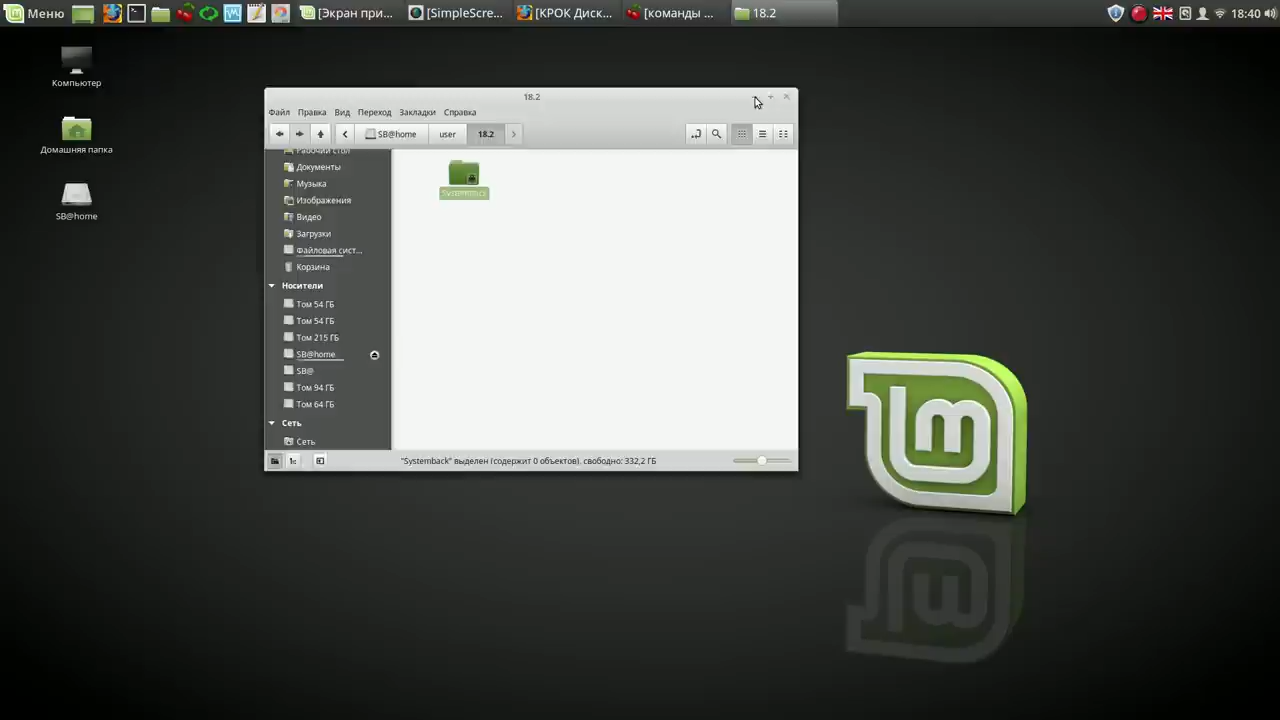 Меню
[Экран при...
[SimpleScre...
[КРОК Диск...
[команды ...
18.2
18:40
Компьютер
Домашняя папка
SB@home
18.2
Файл Правка Вид Переход Закладки Справка
SB@home user 18.2
Рабочий стол
Документы
Музыка
Изображения
Видео
Загрузки
Файловая сист...
Корзина
Носители
Том 54 ГБ
Том 54 ГБ
Том 215 ГБ
SB@home
SB@
Том 94 ГБ
Том 64 ГБ
Сеть
Сеть
Systemback
"Systemback" выделен (содержит 0 объектов), свободно: 332,2 ГБ